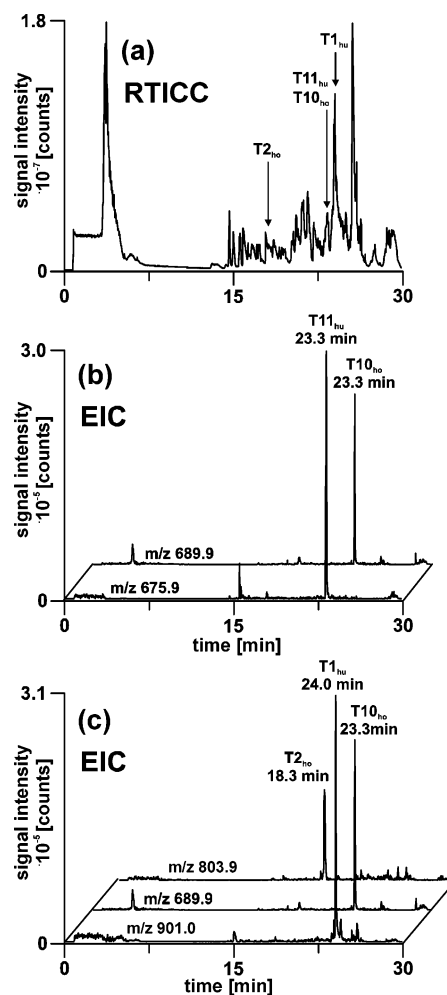 1.8
(a)
RTICC
T1hu
T11hu
T10ho
T2ho
signal intensity
·10⁻⁷ [counts]
0
0 15 30
T11hu
23.3 min
3.0
(b)
EIC
T10ho
23.3 min
signal intensity
·10⁻⁵ [counts]
m/z 689.9
m/z 675.9
0
0 15 30
time [min]
T1hu
24.0 min
3.1
(c)
EIC
T10ho
23.3min
T2ho
18.3 min
signal intensity
·10⁻⁵ [counts]
m/z 803.9
m/z 689.9
m/z 901.0
0
0 15 30
time [min]